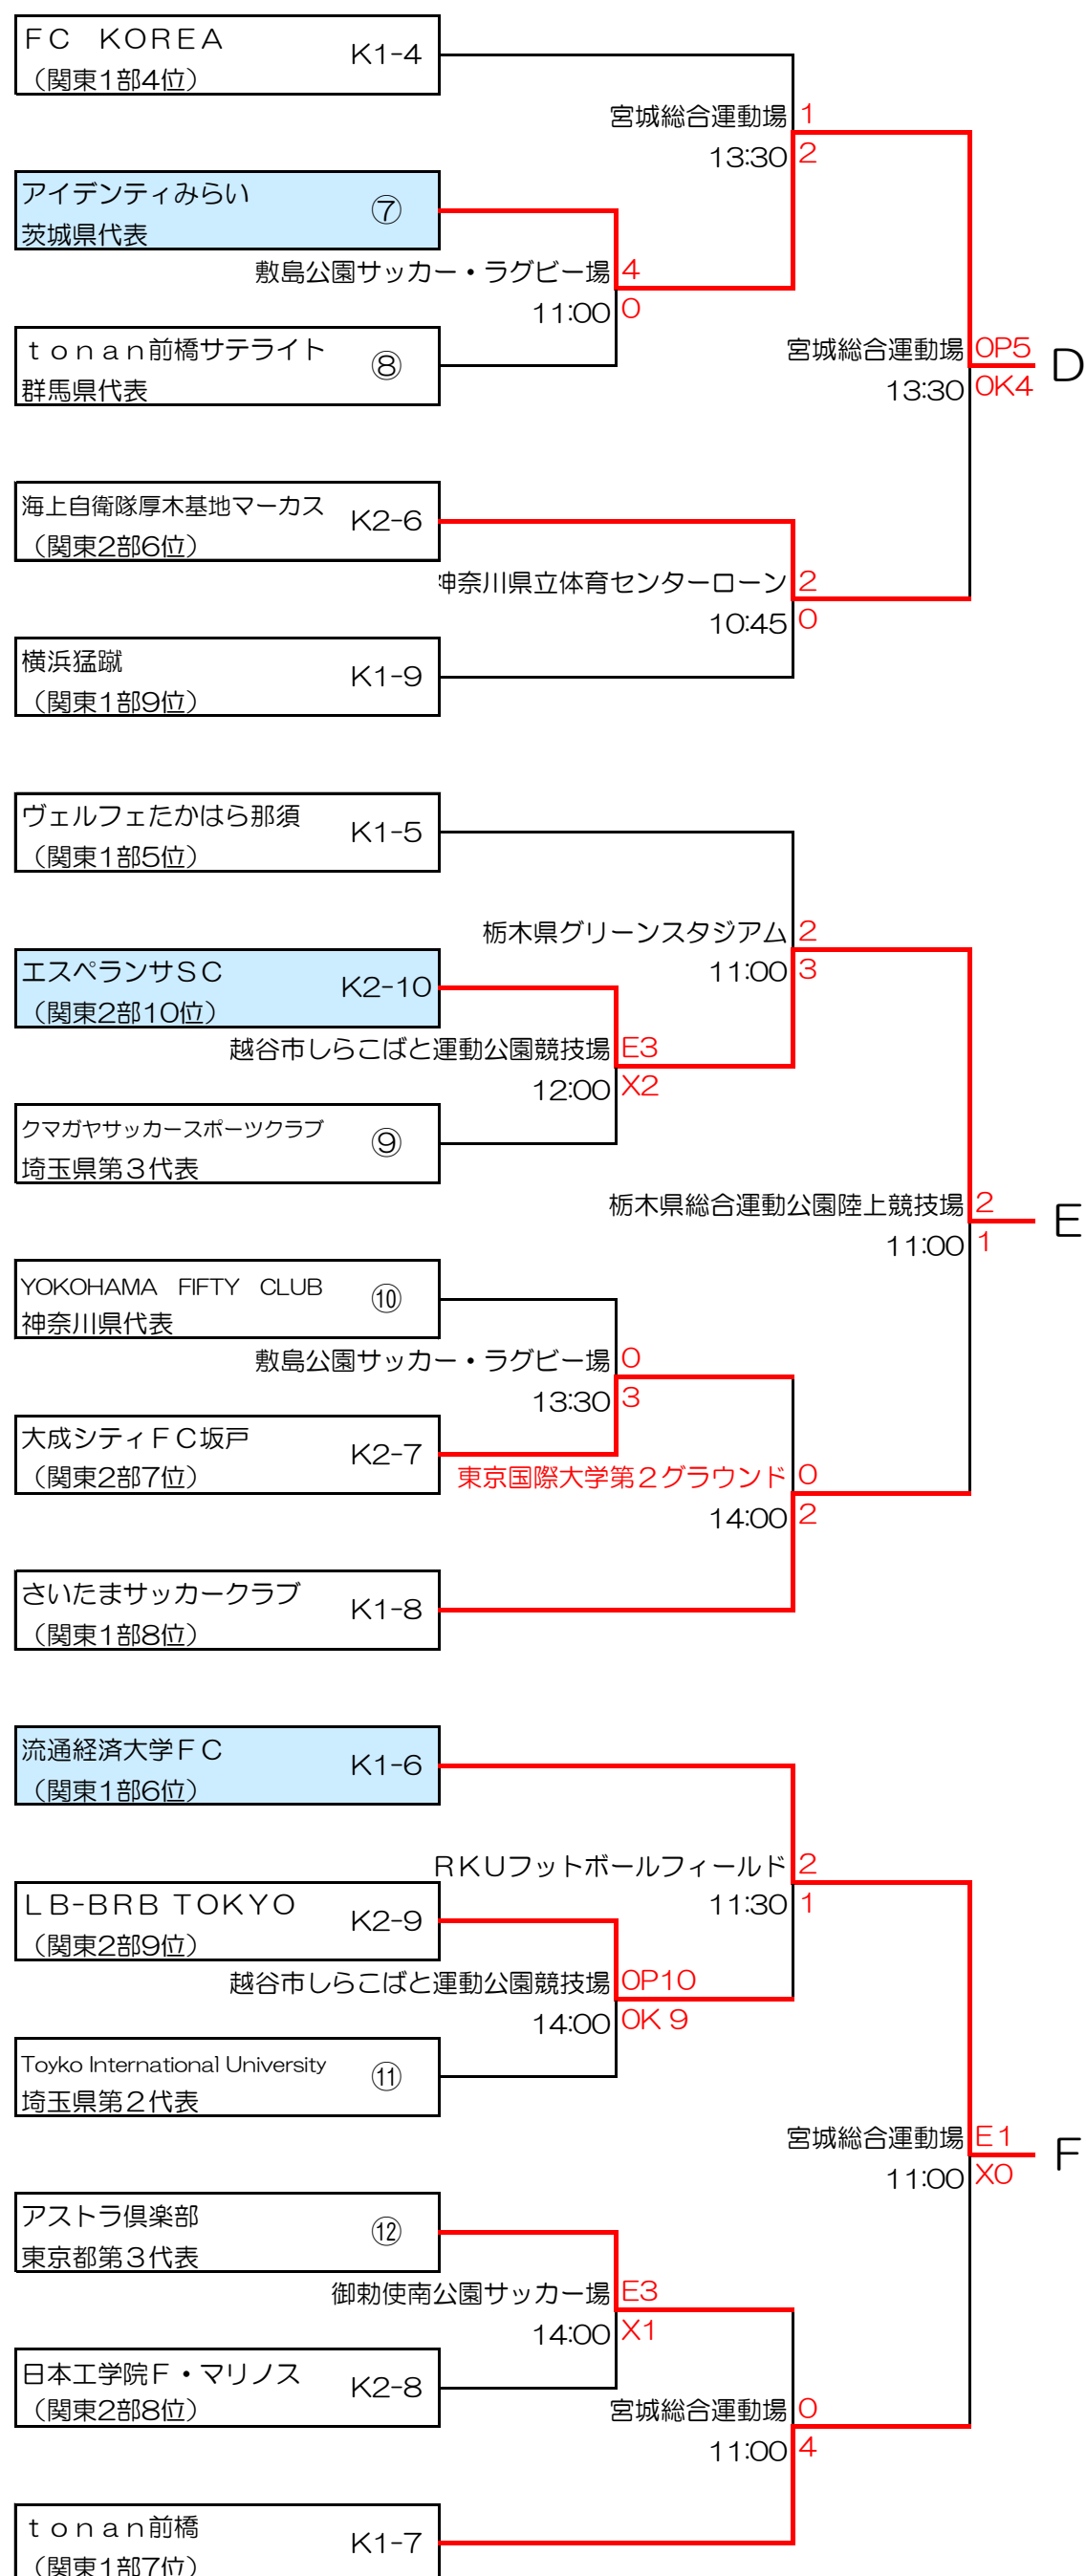 ＦＣ　ＫＯＲＥＡ
K1-4
（関東1部4位）
宮城総合運動場
1
13:30
2
アイデンティみらい
⑦
茨城県代表
敷島公園サッカー・ラグビー場
4
11:00
0
ｔｏｎａｎ前橋サテライト
⑧
群馬県代表
宮城総合運動場
0P5
D
13:30
0K4
海上自衛隊厚木基地マーカス
K2-6
（関東2部6位）
神奈川県立体育センターローン
2
10:45
0
横浜猛蹴
K1-9
（関東1部9位）
ヴェルフェたかはら那須
K1-5
（関東1部5位）
栃木県グリーンスタジアム
2
11:00
3
エスペランサＳＣ
K2-10
（関東2部10位）
越谷市しらこばと運動公園競技場
E3
12:00
X2
クマガヤサッカースポーツクラブ
⑨
埼玉県第３代表
栃木県総合運動公園陸上競技場
2
E
11:00
1
YOKOHAMA　FIFTY　CLUB
⑩
神奈川県代表
敷島公園サッカー・ラグビー場
0
13:30
3
大成シティＦＣ坂戸
K2-7
（関東2部7位）
東京国際大学第２グラウンド
0
14:00
2
さいたまサッカークラブ
K1-8
（関東1部8位）
流通経済大学ＦＣ
K1-6
（関東1部6位）
ＲＫＵフットボールフィールド
2
11:30
1
ＬＢ-ＢＲＢ ＴＯＫＹＯ
K2-9
（関東2部9位）
越谷市しらこばと運動公園競技場
0P10
14:00
0K 9
Toyko International University
⑪
埼玉県第２代表
宮城総合運動場
E1
F
11:00
X0
アストラ倶楽部
⑫
東京都第３代表
御勅使南公園サッカー場
E3
14:00
X1
日本工学院Ｆ・マリノス
K2-8
（関東2部8位）
宮城総合運動場
0
11:00
4
ｔｏｎａｎ前橋
K1-7
（関東1部7位）